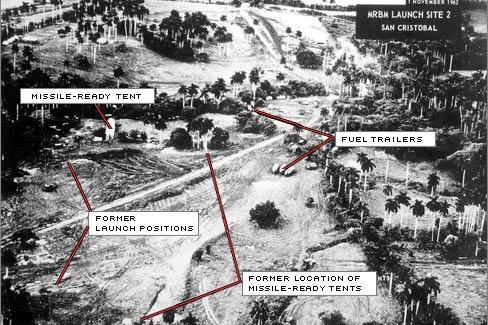 1 NOVEMBER 1962
MRBM LAUNCH SITE 2
SAN CRISTOBAL
MISSILE-READY TENT
FUEL TRAILERS
FORMER
LAUNCH POSITIONS
FORMER LOCATION OF
MISSILE-READY TENTS